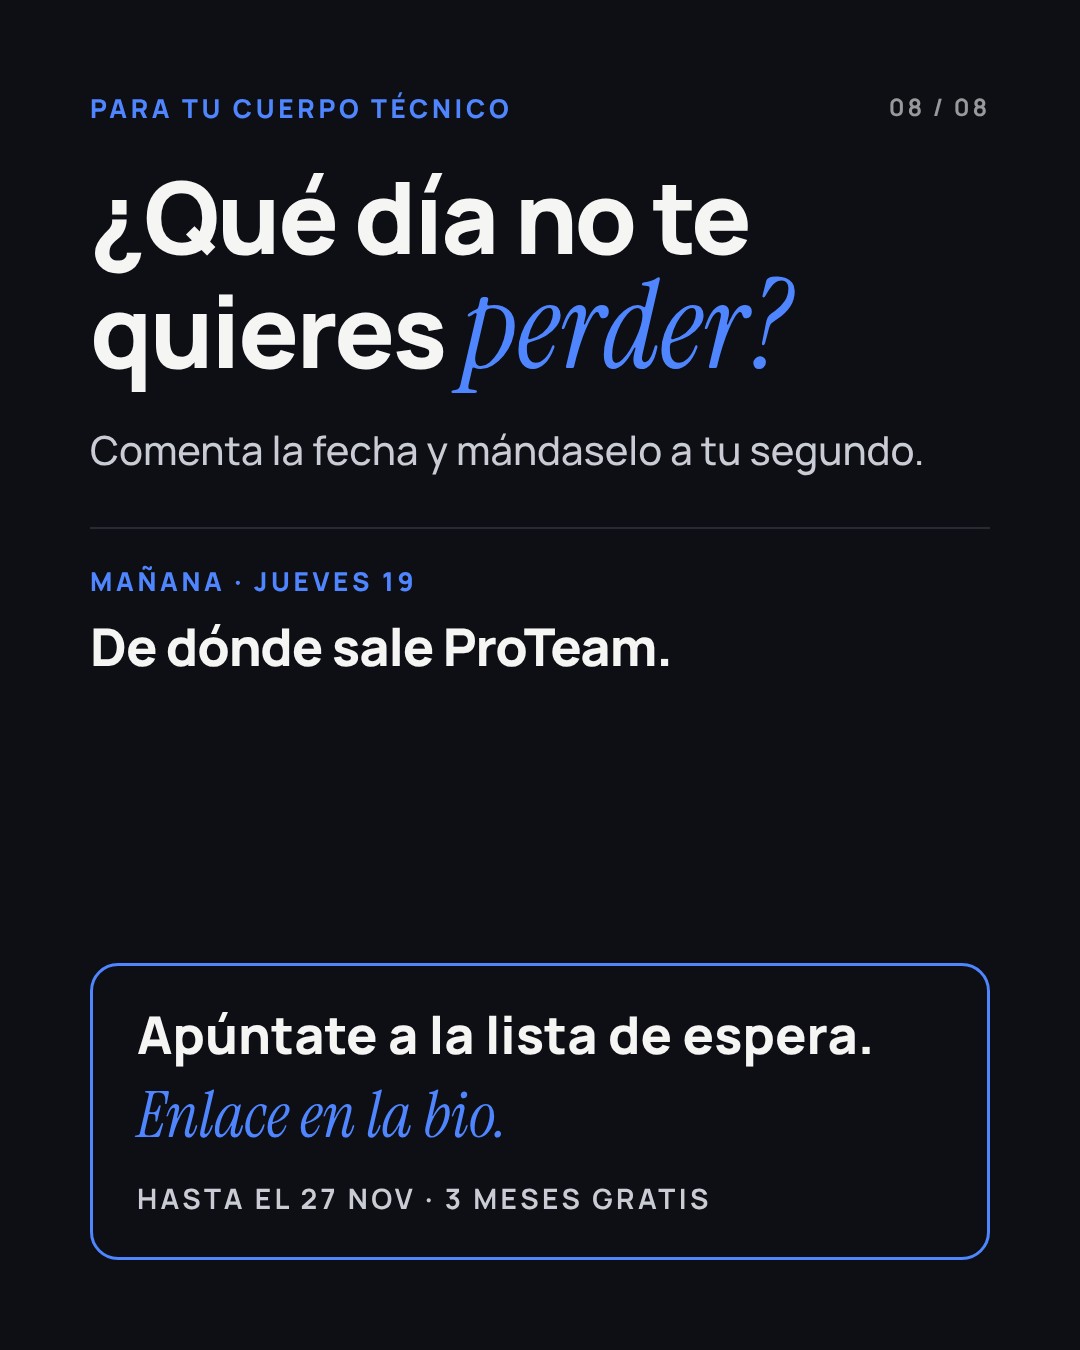 PARA TU CUERPO TÉCNICO
08 / 08
¿Qué día no te
quieres perder?
Comenta la fecha y mándaselo a tu segundo.
MAÑANA · JUEVES 19
De dónde sale ProTeam.
Apúntate a la lista de espera.
Enlace en la bio.
HASTA EL 27 NOV · 3 MESES GRATIS